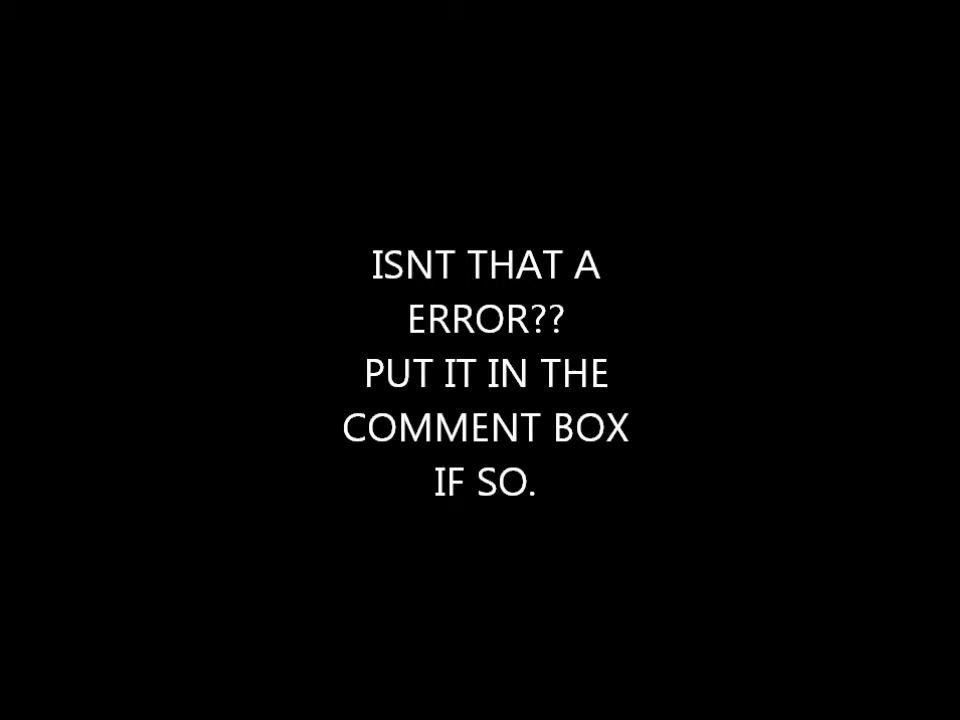 ISNT THAT A
ERROR??
PUT IT IN THE
COMMENT BOX
IF SO.